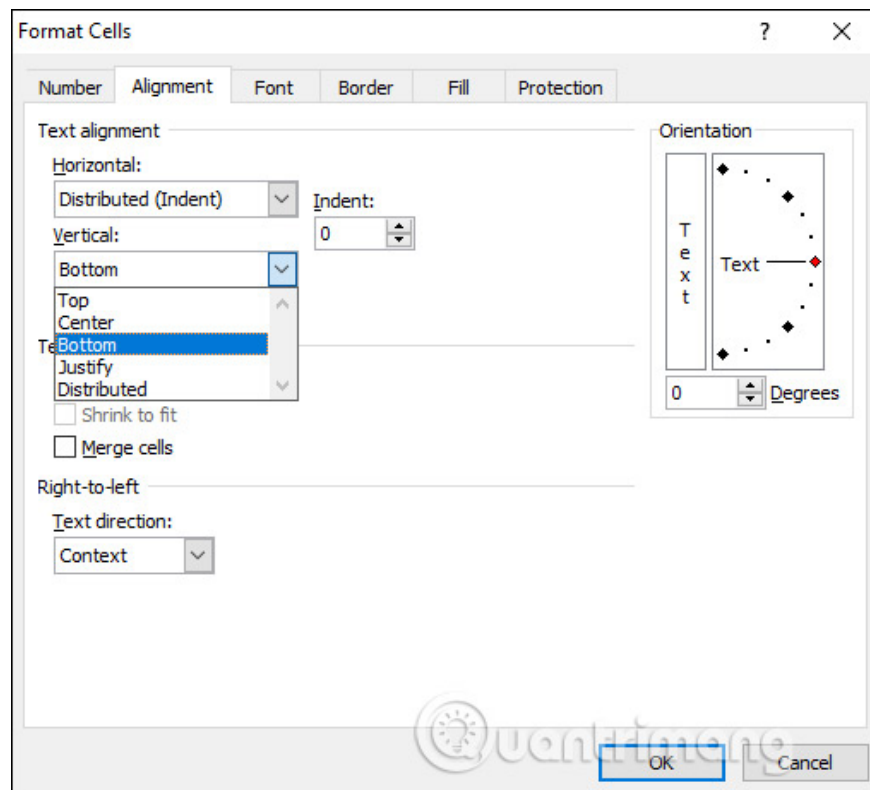 Format Cells
?
Number Alignment Font Border Fill Protection
Text alignment
Horizontal:
Distributed (Indent)
Indent:
0
Vertical:
Bottom
Top
Center
Bottom
Justify
Distributed
Te
Shrink to fit
Merge cells
Right-to-left
Text direction:
Context
Orientation
Text
Text
0 Degrees
Quantrimang
OK Cancel